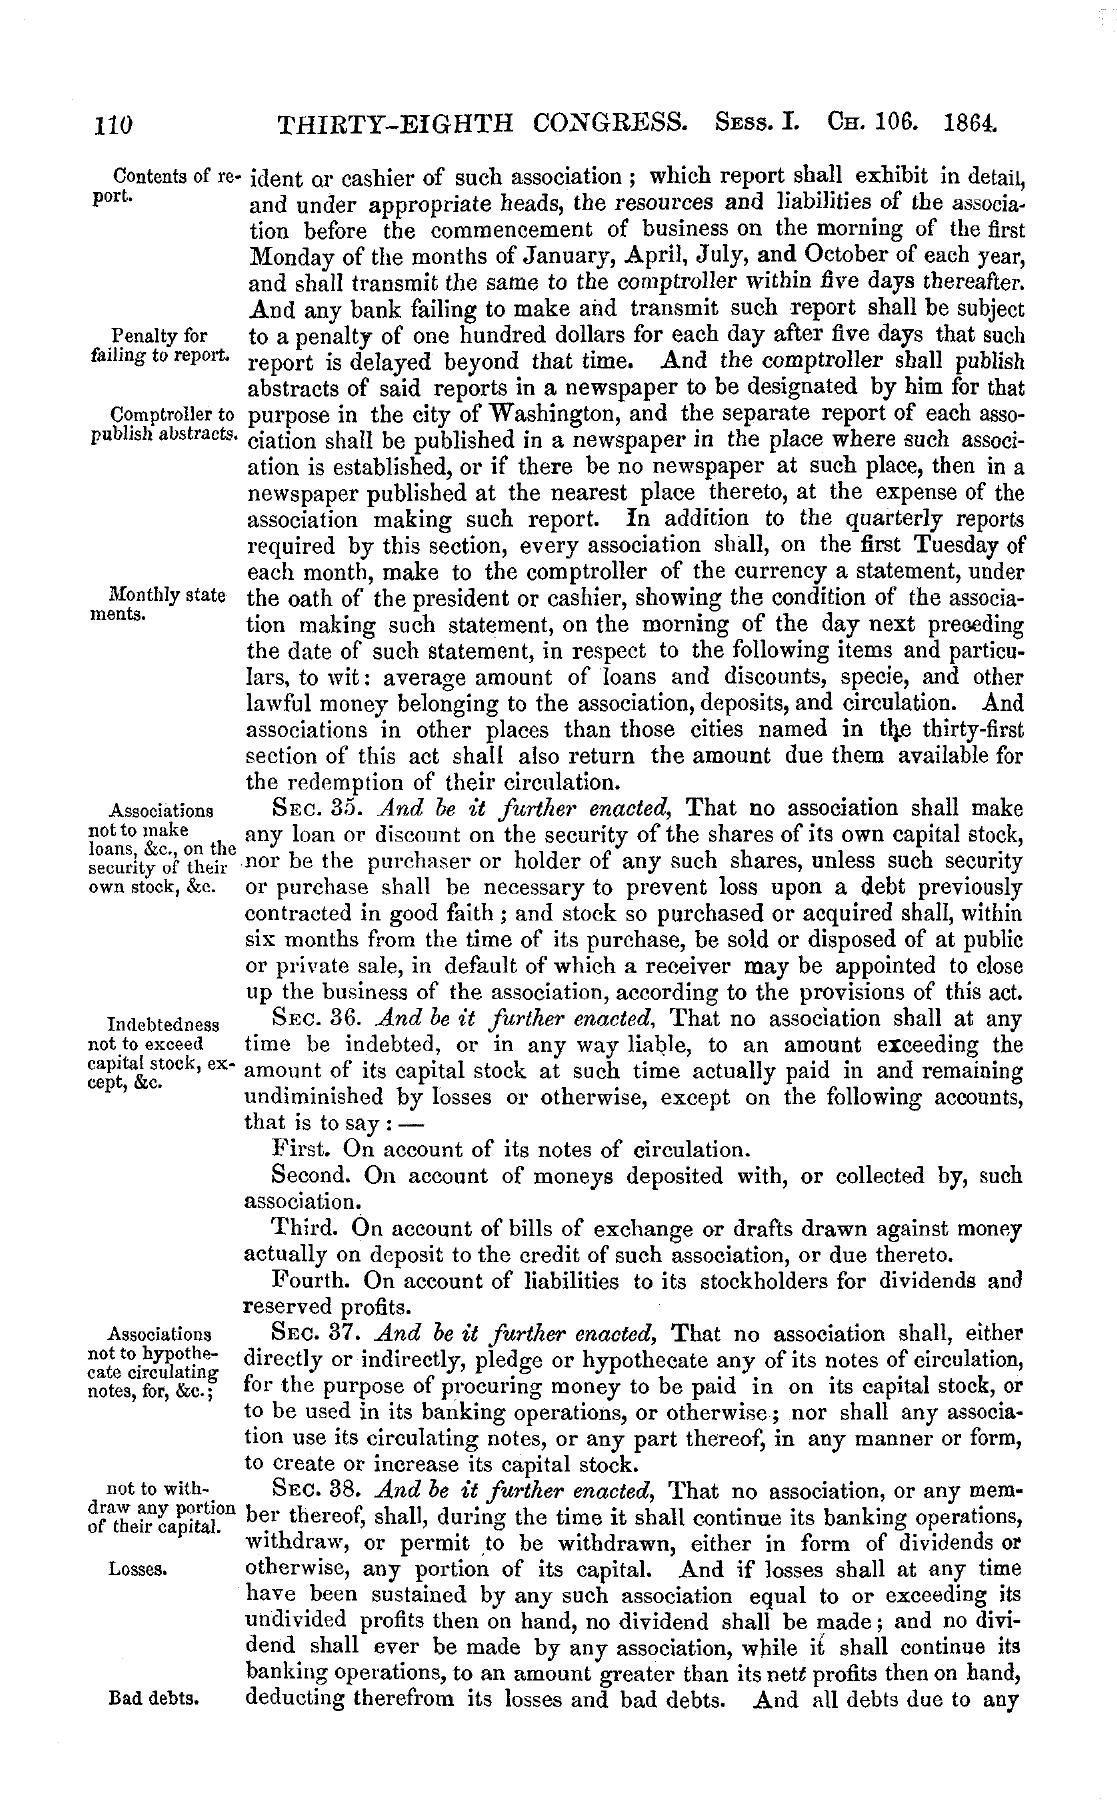 110 THIRTY-EIGHTH CONGRESS. SESS. I. CH. 106. 1864.
Contents of re-
port.
ident or cashier of such association ; which report shall exhibit in detail,
and under appropriate heads, the resources and liabilities of the associa-
tion before the commencement of business on the morning of the first
Monday of the months of January, April, July, and October of each year,
and shall transmit the same to the comptroller within five days thereafter.
And any bank failing to make and transmit such report shall be subject
Penalty for
failing to report.
to a penalty of one hundred dollars for each day after five days that such
report is delayed beyond that time. And the comptroller shall publish
abstracts of said reports in a newspaper to be designated by him for that
Comptroller to
publish abstracts.
purpose in the city of Washington, and the separate report of each asso-
ciation shall be published in a newspaper in the place where such associ-
ation is established, or if there be no newspaper at such place, then in a
newspaper published at the nearest place thereto, at the expense of the
association making such report. In addition to the quarterly reports
required by this section, every association shall, on the first Tuesday of
each month, make to the comptroller of the currency a statement, under
Monthly state
ments.
the oath of the president or cashier, showing the condition of the associa-
tion making such statement, on the morning of the day next preceding
the date of such statement, in respect to the following items and particu-
lars, to wit : average amount of loans and discounts, specie, and other
lawful money belonging to the association, deposits, and circulation. And
associations in other places than those cities named in the thirty-first
section of this act shall also return the amount due them available for
the redemption of their circulation.
Associations
not to make
loans, &c., on the
security of their
own stock, &c.
SEC. 35. And be it further enacted, That no association shall make
any loan or discount on the security of the shares of its own capital stock,
nor be the purchaser or holder of any such shares, unless such security
or purchase shall be necessary to prevent loss upon a debt previously
contracted in good faith ; and stock so purchased or acquired shall, within
six months from the time of its purchase, be sold or disposed of at public
or private sale, in default of which a receiver may be appointed to close
up the business of the association, according to the provisions of this act.
Indebtedness
not to exceed
capital stock, ex-
cept, &c.
SEC. 36. And be it further enacted, That no association shall at any
time be indebted, or in any way liable, to an amount exceeding the
amount of its capital stock at such time actually paid in and remaining
undiminished by losses or otherwise, except on the following accounts,
that is to say : —
First. On account of its notes of circulation.
Second. On account of moneys deposited with, or collected by, such
association.
Third. On account of bills of exchange or drafts drawn against money
actually on deposit to the credit of such association, or due thereto.
Fourth. On account of liabilities to its stockholders for dividends and
reserved profits.
Associations
not to hypothe-
cate circulating
notes, for, &c.;
SEC. 37. And be it further enacted, That no association shall, either
directly or indirectly, pledge or hypothecate any of its notes of circulation,
for the purpose of procuring money to be paid in on its capital stock, or
to be used in its banking operations, or otherwise ; nor shall any associa-
tion use its circulating notes, or any part thereof, in any manner or form,
to create or increase its capital stock.
not to with-
draw any portion
of their capital.
SEC. 38. And be it further enacted, That no association, or any mem-
ber thereof, shall, during the time it shall continue its banking operations,
withdraw, or permit to be withdrawn, either in form of dividends or
Losses.
otherwise, any portion of its capital. And if losses shall at any time
have been sustained by any such association equal to or exceeding its
undivided profits then on hand, no dividend shall be made ; and no divi-
dend shall ever be made by any association, while it shall continue its
banking operations, to an amount greater than its nett profits then on hand,
Bad debts.
deducting therefrom its losses and bad debts. And all debts due to any